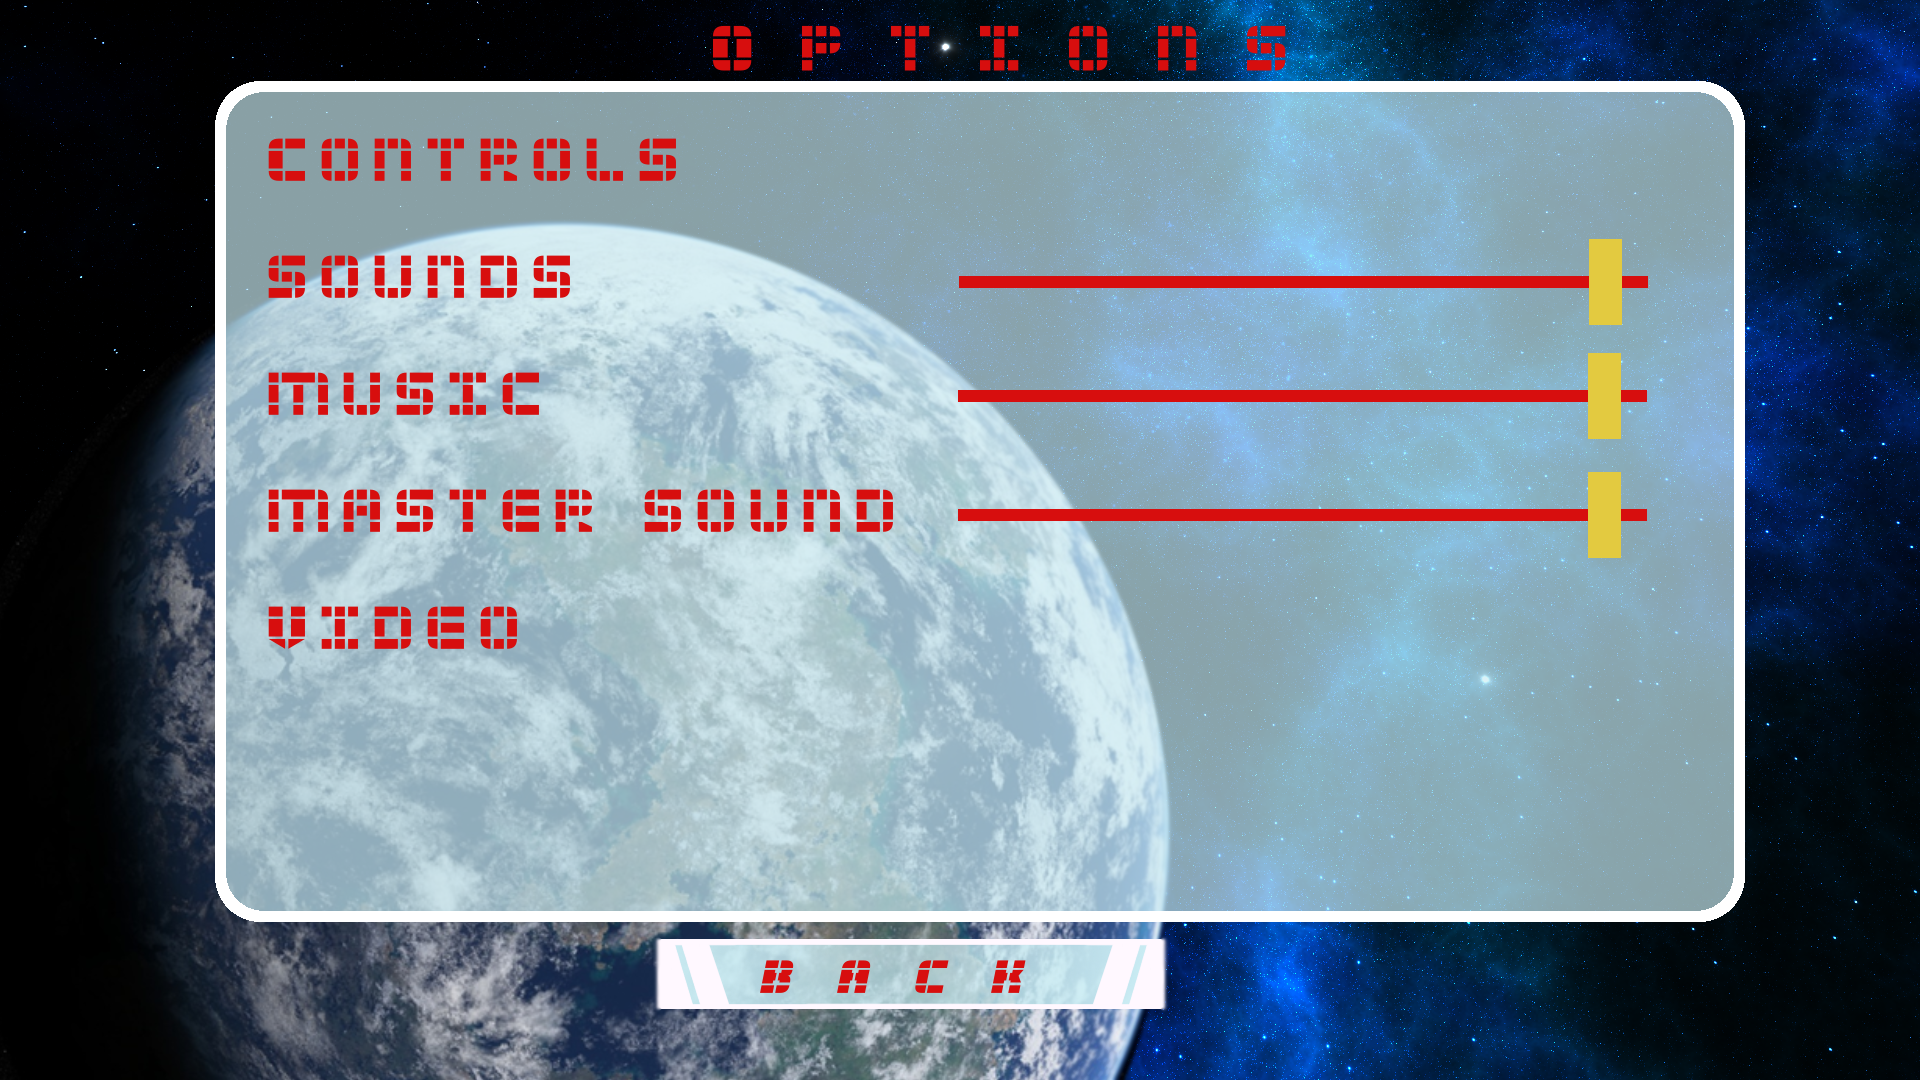 OPTIONS
CONTROLS
SOUNDS
MUSIC
MASTER SOUND
VIDEO
BACK